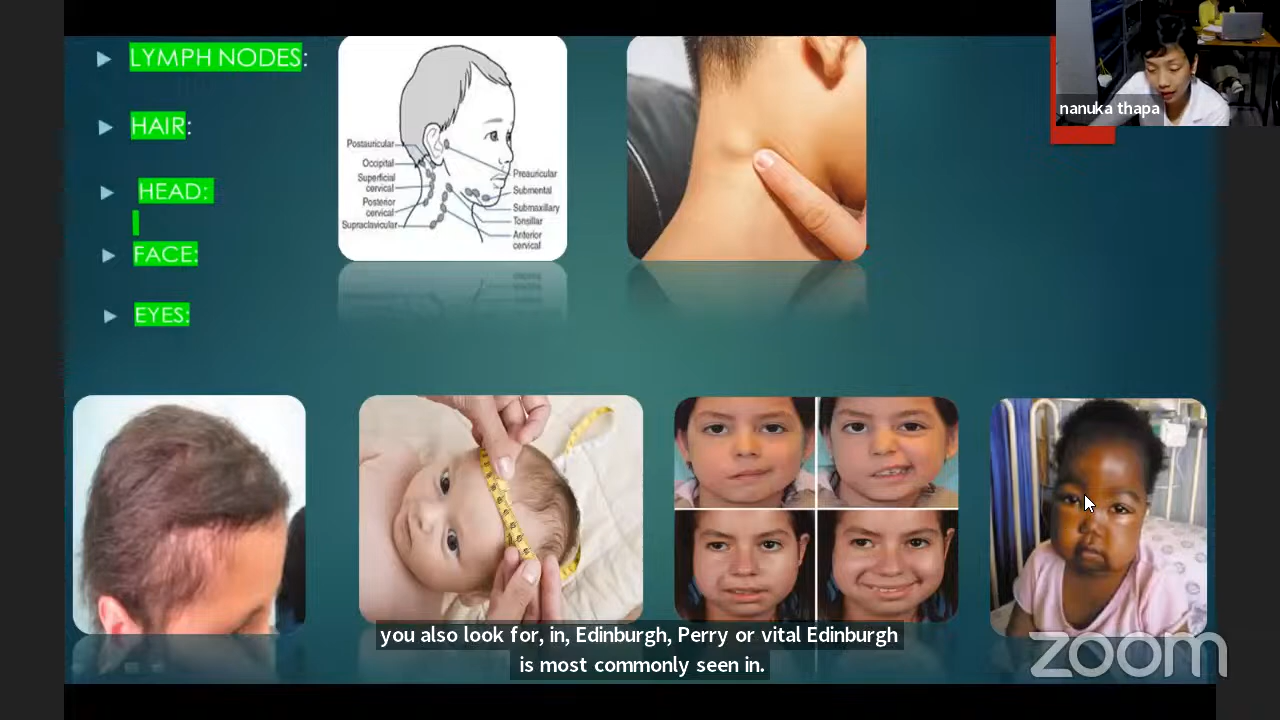 LYMPH NODES:
HAIR:
HEAD:
FACE:
EYES:
Postauricular
Occipital
Superficial
cervical
Posterior
cervical
Supraclavicular
Preauricular
Submental
Submaxillary
Tonsillar
Anterior
cervical
nanuka thapa
you also look for, in, Edinburgh, Perry or vital Edinburgh
is most commonly seen in.
zoom